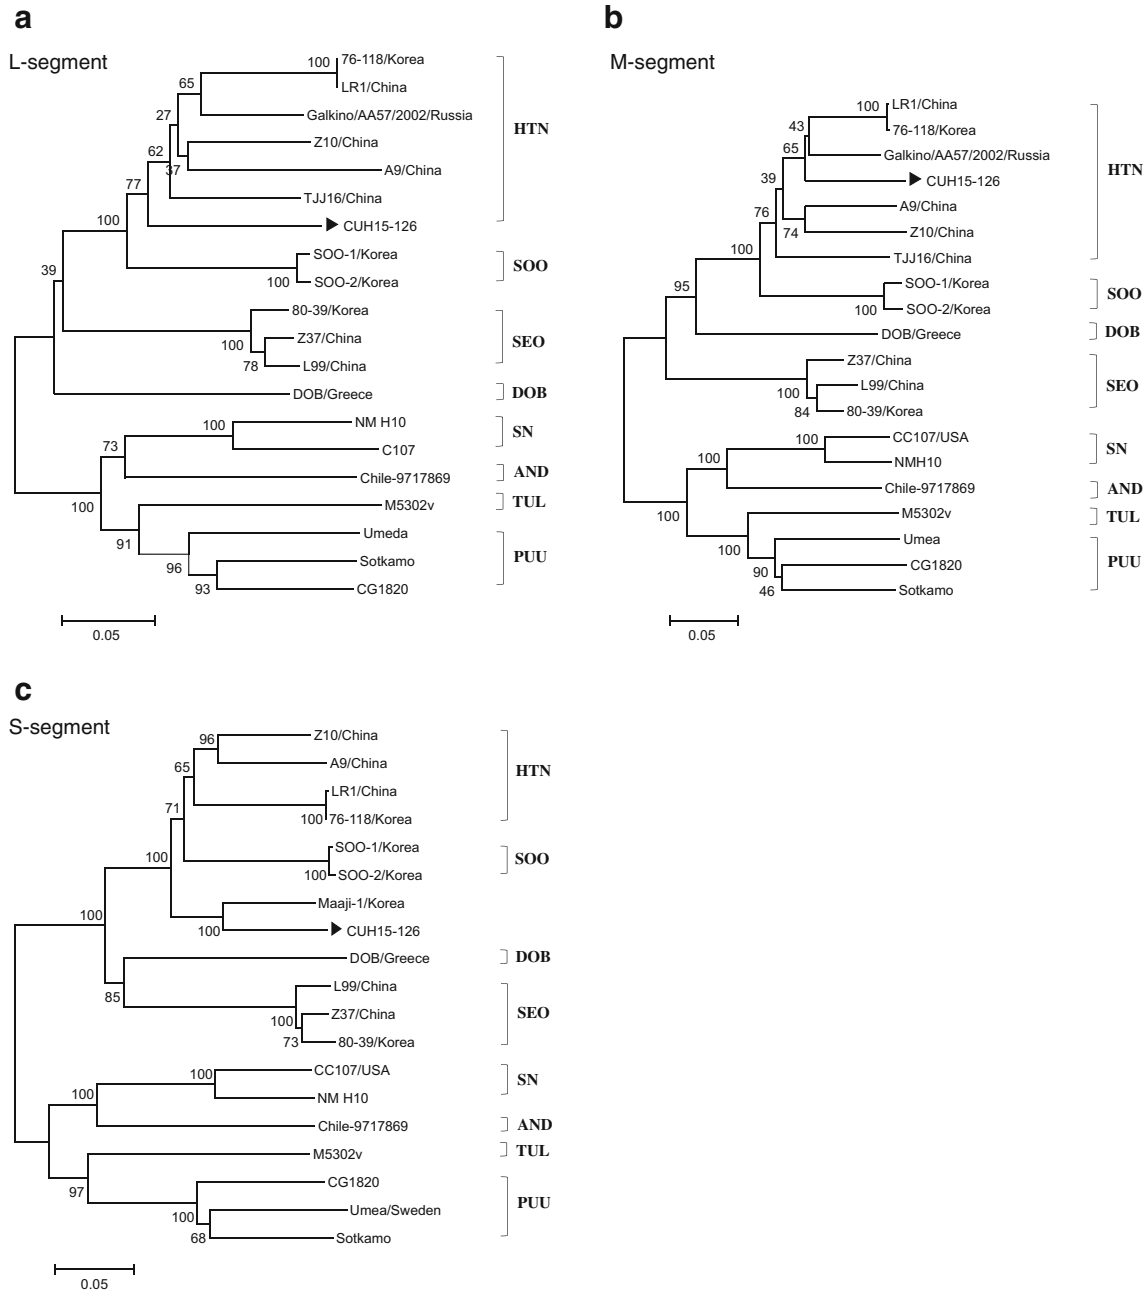 a
L-segment
100
76-118/Korea
LR1/China
65
Galkino/AA57/2002/Russia
27
Z10/China
HTN
62
37
A9/China
77
TJJ16/China
100
CUH15-126
SOO-1/Korea
SOO
100
SOO-2/Korea
39
80-39/Korea
Z37/China
SEO
100
78
L99/China
DOB/Greece
DOB
100
NM H10
SN
73
C107
Chile-9717869
AND
100
M5302v
TUL
91
Umeda
96
Sotkamo
PUU
93
CG1820
0.05
b
M-segment
100
LR1/China
43
76-118/Korea
65
Galkino/AA57/2002/Russia
HTN
39
CUH15-126
76
A9/China
74
Z10/China
100
TJJ16/China
95
SOO-1/Korea
SOO
100
SOO-2/Korea
DOB/Greece
DOB
Z37/China
100
L99/China
SEO
84
80-39/Korea
100
CC107/USA
SN
100
NMH10
Chile-9717869
AND
100
M5302v
TUL
100
Umea
90
CG1820
PUU
46
Sotkamo
0.05
c
S-segment
96
Z10/China
65
A9/China
HTN
71
LR1/China
100
76-118/Korea
100
SOO-1/Korea
SOO
100
SOO-2/Korea
100
Maaji-1/Korea
100
CUH15-126
DOB/Greece
DOB
85
L99/China
100
Z37/China
SEO
73
80-39/Korea
100
CC107/USA
SN
100
NM H10
Chile-9717869
AND
M5302v
TUL
97
CG1820
100
Umea/Sweden
PUU
68
Sotkamo
0.05